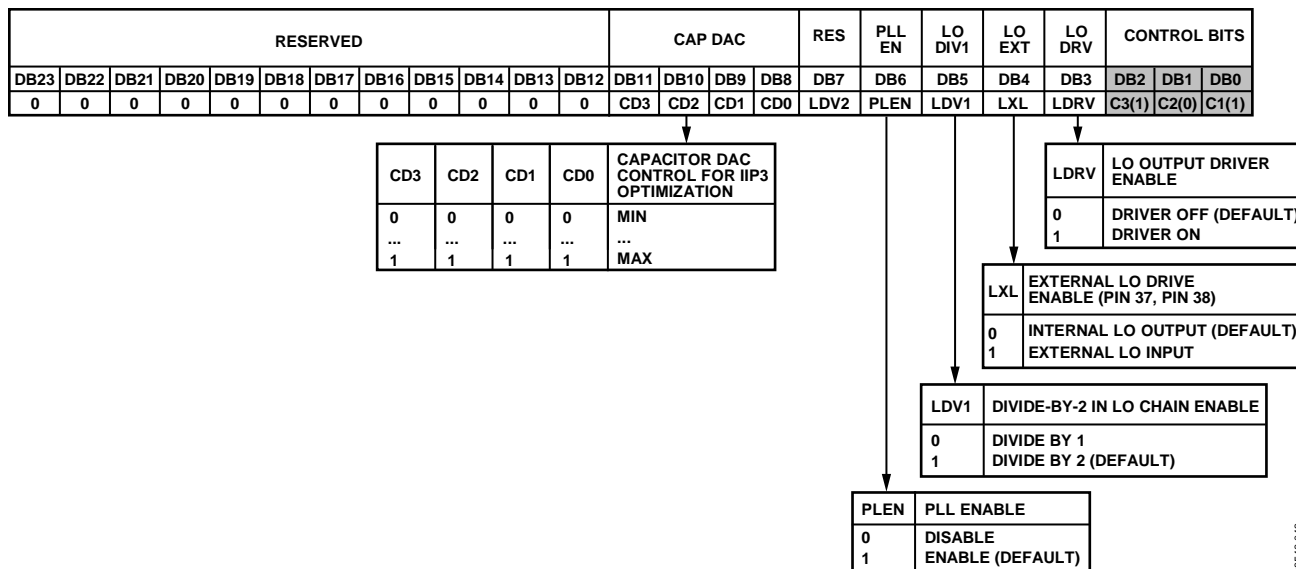 RESERVED CAP DAC RES PLL EN LO DIV1 LO EXT LO DRV CONTROL BITS
DB23 DB22 DB21 DB20 DB19 DB18 DB17 DB16 DB15 DB14 DB13 DB12 DB11 DB10 DB9 DB8 DB7 DB6 DB5 DB4 DB3 DB2 DB1 DB0
0 0 0 0 0 0 0 0 0 0 0 0 CD3 CD2 CD1 CD0 LDV2 PLEN LDV1 LXL LDRV C3(1) C2(0) C1(1)
CD3 CD2 CD1 CD0 CAPACITOR DAC
CONTROL FOR IIP3
OPTIMIZATION
0 0 0 0 MIN
... ... ... ... ...
1 1 1 1 MAX
LDRV LO OUTPUT DRIVER
ENABLE
0 DRIVER OFF (DEFAULT)
1 DRIVER ON
LXL EXTERNAL LO DRIVE
ENABLE (PIN 37, PIN 38)
0 INTERNAL LO OUTPUT (DEFAULT)
1 EXTERNAL LO INPUT
LDV1 DIVIDE-BY-2 IN LO CHAIN ENABLE
0 DIVIDE BY 1
1 DIVIDE BY 2 (DEFAULT)
PLEN PLL ENABLE
0 DISABLE
1 ENABLE (DEFAULT)